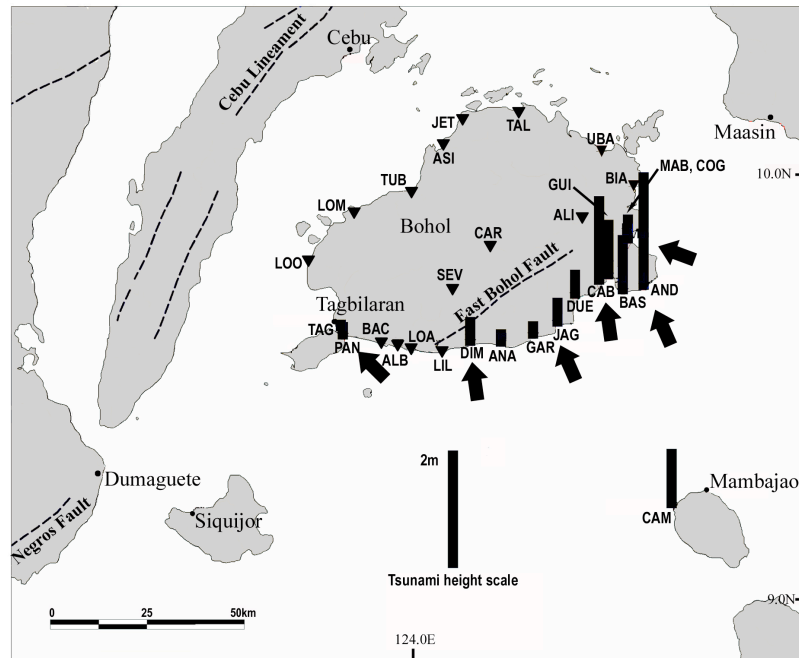 Cebu
Cebu Lineament
JET
TAL
Maasin
ASI
UBA
MAB, COG
10.0N
TUB
GUI
BIA
LOM
ALI
Bohol
CAR
LOO
SEV
East Bohol Fault
Tagbilaran
DUE
CAB
AND
BAS
TAG
BAC
LOA
JAG
PAN
GAR
ALB
LIL
DIM
ANA
2m
Dumaguete
Mambajao
CAM
Siquijor
Negros Fault
Tsunami height scale
9.0N
0 25 50km
124.0E